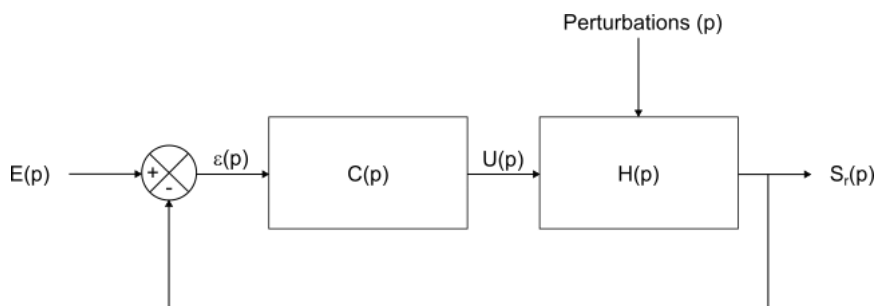 Perturbations (p)
E(p)
+
-
ε(p)
C(p)
U(p)
H(p)
Sr(p)